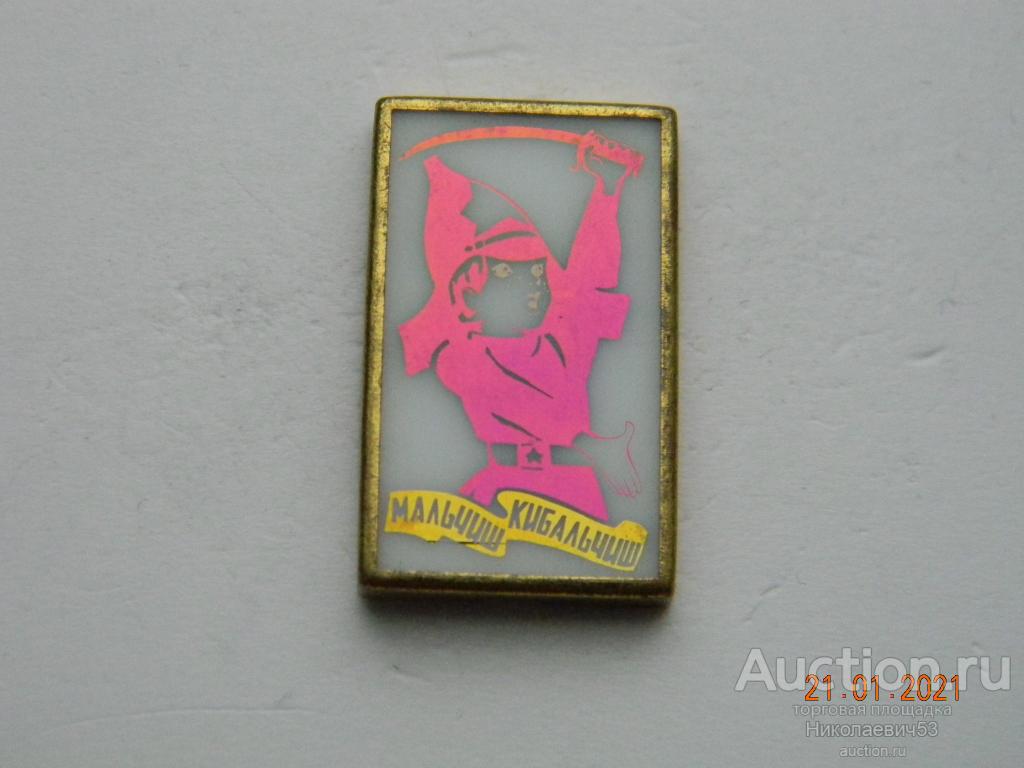 МАЛЬЧИШ КИБАЛЬЧИШ
Auction.ru
21.01.2021
торговая площадка
Николаевич53
auction.ru